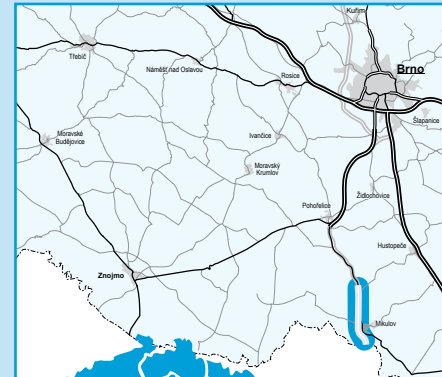 Kuřim
Třebíč
Náměšť nad Oslavou
Rosice
Brno
Šlapanice
Moravské
Budějovice
Ivančice
Moravský
Krumlov
Židlochovice
Pohořelice
Hustopeče
Znojmo
Mikulov